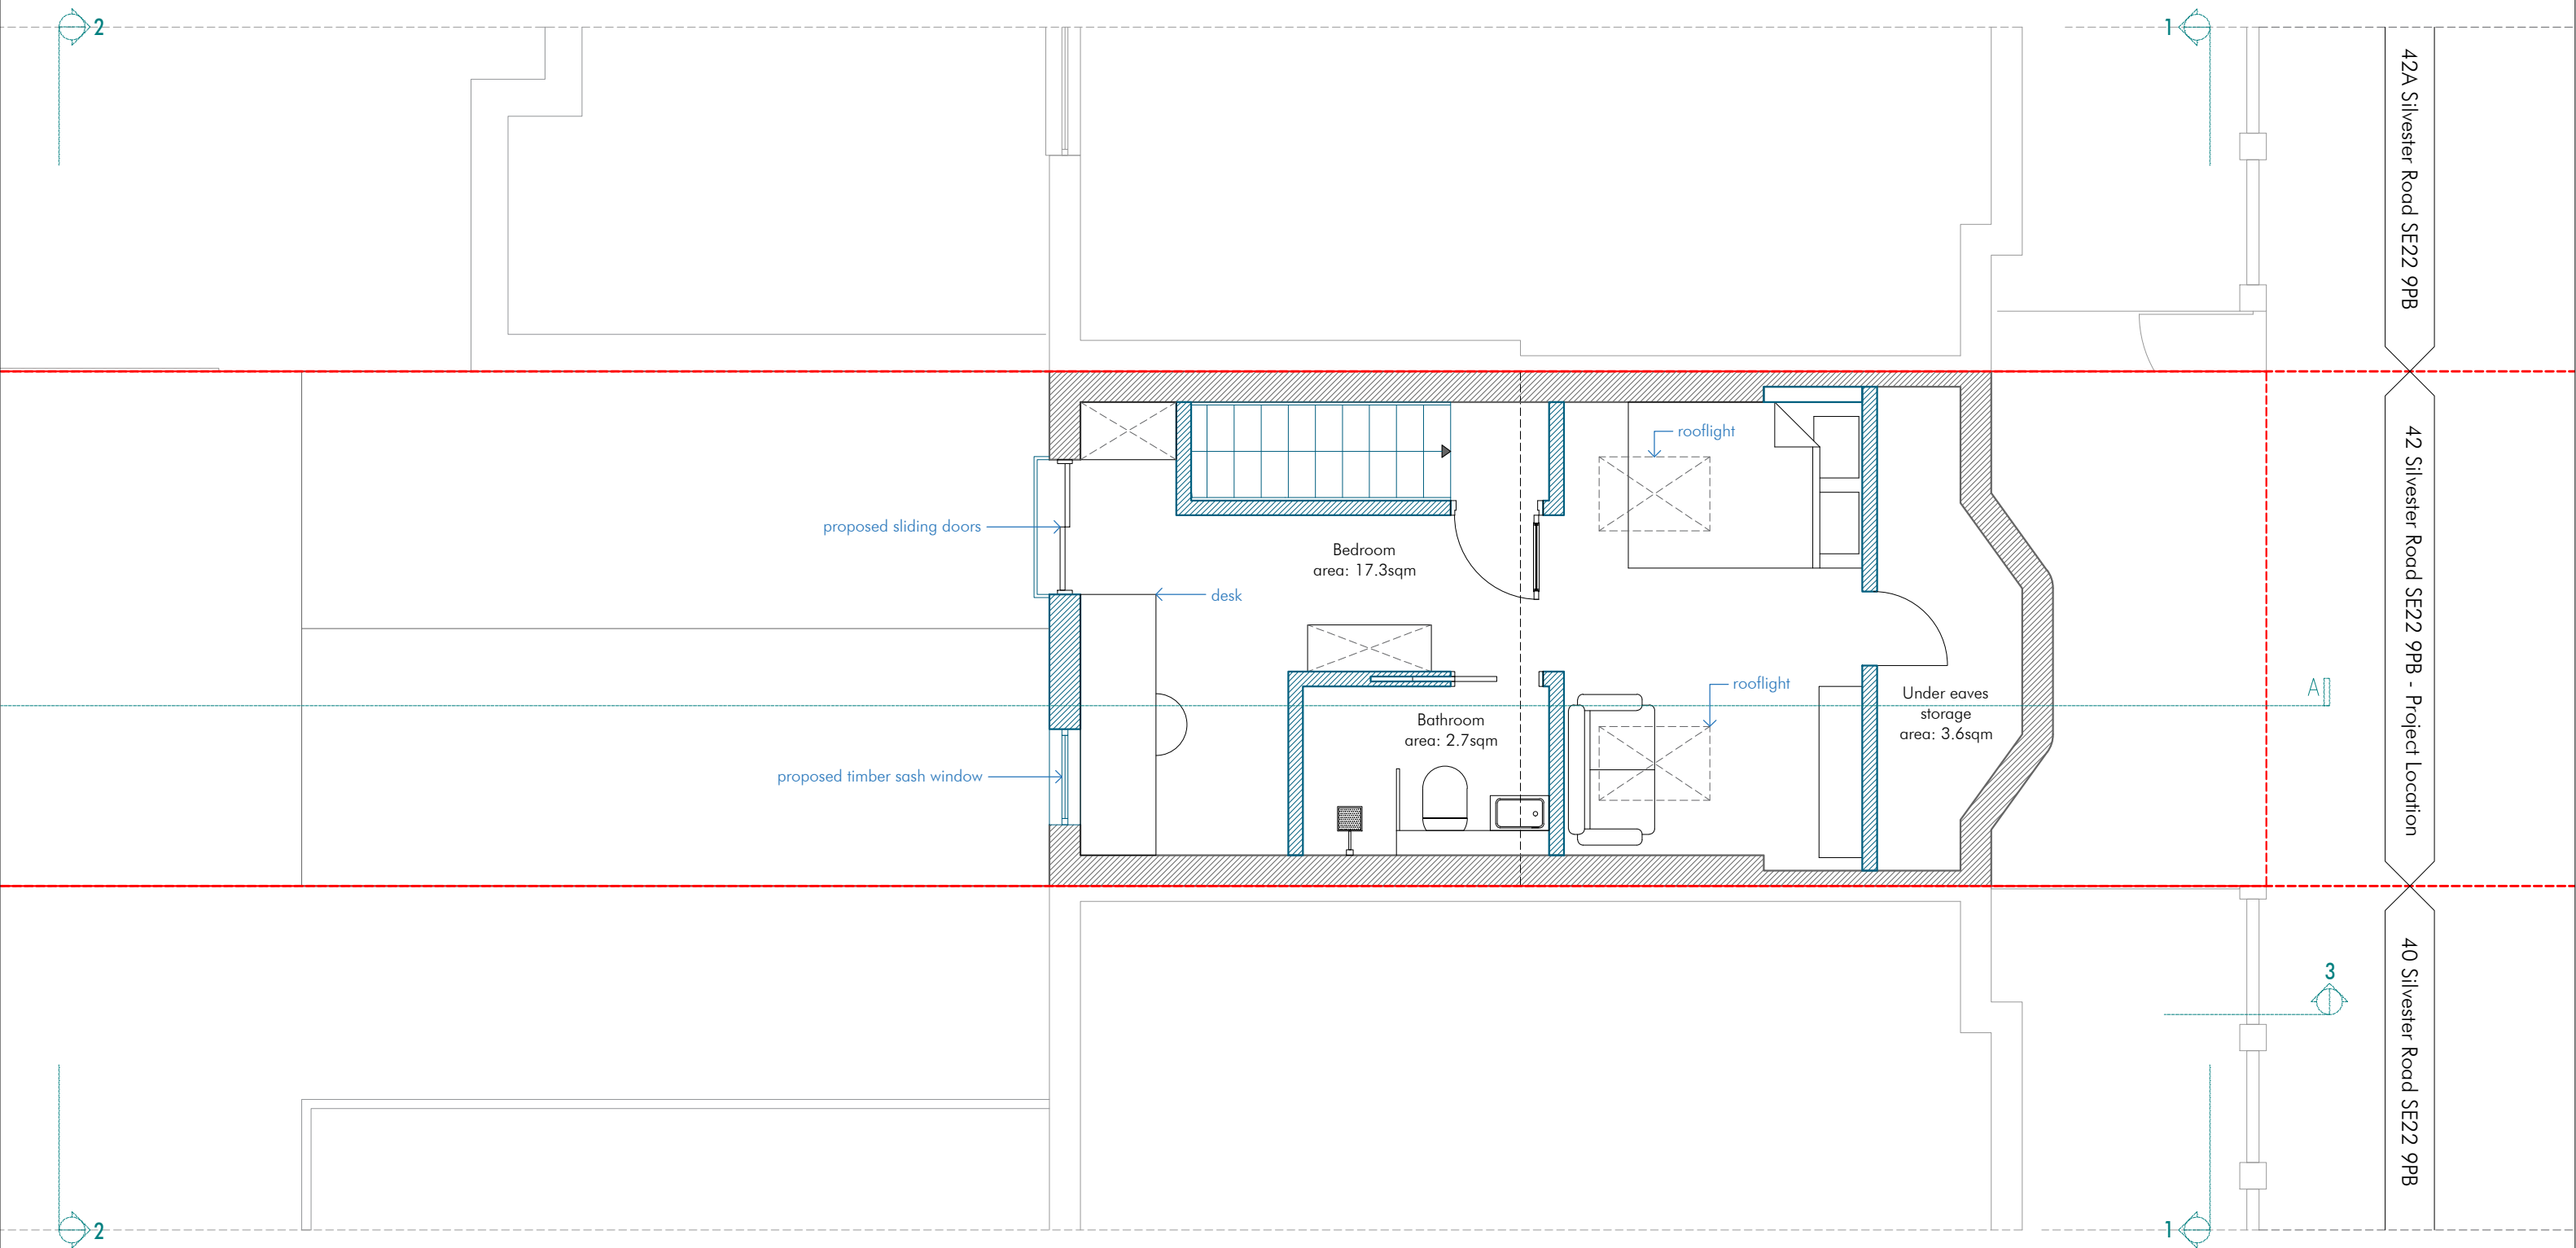 2
1
42A Silvester Road SE22 9PB
rooflight
proposed sliding doors
Bedroom
area: 17.3sqm
desk
42 Silvester Road SE22 9PB - Project Location
rooflight
A
Under eaves
storage
area: 3.6sqm
Bathroom
area: 2.7sqm
proposed timber sash window
40 Silvester Road SE22 9PB
3
2
1